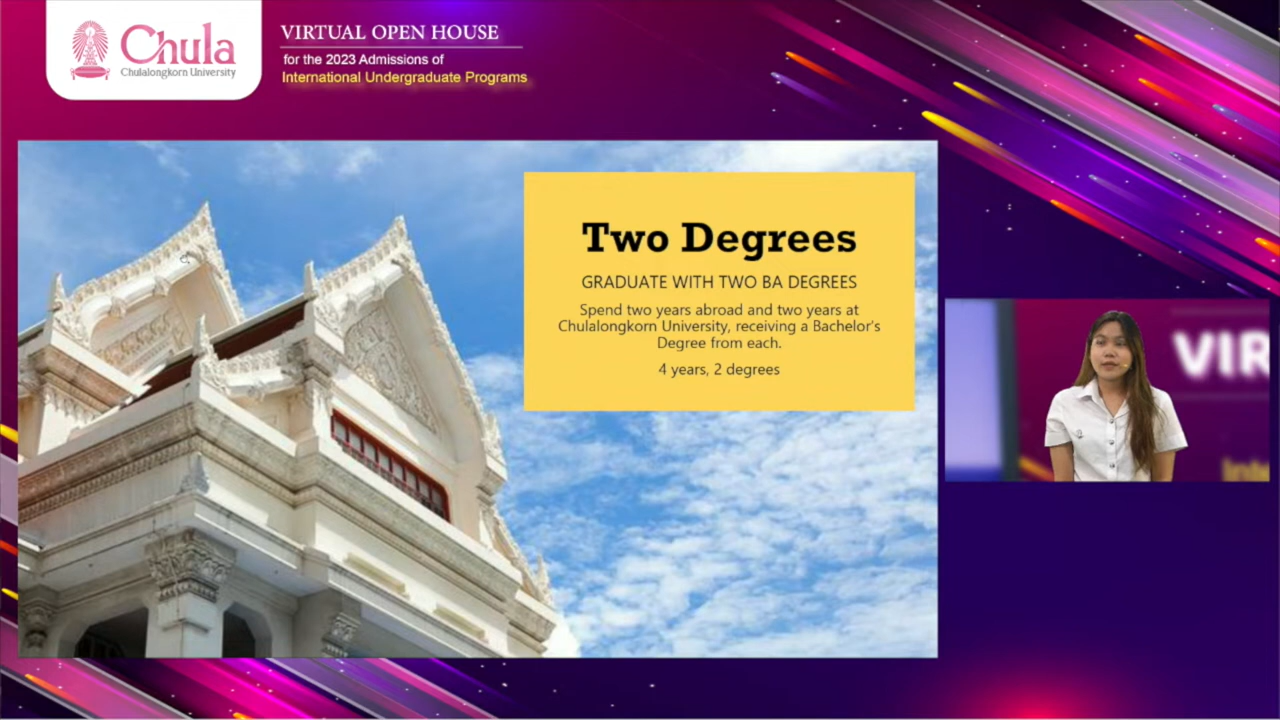 Chula
Chulalongkorn University
VIRTUAL OPEN HOUSE
for the 2023 Admissions of
International Undergraduate Programs
Two Degrees
GRADUATE WITH TWO BA DEGREES
Spend two years abroad and two years at
Chulalongkorn University, receiving a Bachelor's
Degree from each.
4 years, 2 degrees
VIR
Inte